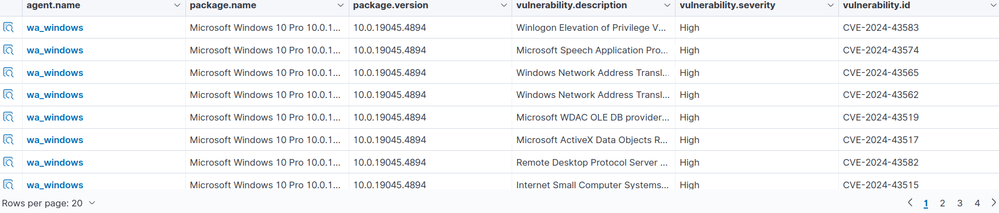 agent.name package.name package.version vulnerability.description vulnerability.severity vulnerability.id
wa_windows Microsoft Windows 10 Pro 10.0.1... 10.0.19045.4894 Winlogon Elevation of Privilege V... High CVE-2024-43583
wa_windows Microsoft Windows 10 Pro 10.0.1... 10.0.19045.4894 Microsoft Speech Application Pro... High CVE-2024-43574
wa_windows Microsoft Windows 10 Pro 10.0.1... 10.0.19045.4894 Windows Network Address Transl... High CVE-2024-43565
wa_windows Microsoft Windows 10 Pro 10.0.1... 10.0.19045.4894 Windows Network Address Transl... High CVE-2024-43562
wa_windows Microsoft Windows 10 Pro 10.0.1... 10.0.19045.4894 Microsoft WDAC OLE DB provider... High CVE-2024-43519
wa_windows Microsoft Windows 10 Pro 10.0.1... 10.0.19045.4894 Microsoft ActiveX Data Objects R... High CVE-2024-43517
wa_windows Microsoft Windows 10 Pro 10.0.1... 10.0.19045.4894 Remote Desktop Protocol Server ... High CVE-2024-43582
wa_windows Microsoft Windows 10 Pro 10.0.1... 10.0.19045.4894 Internet Small Computer Systems... High CVE-2024-43515
Rows per page: 20 1 2 3 4